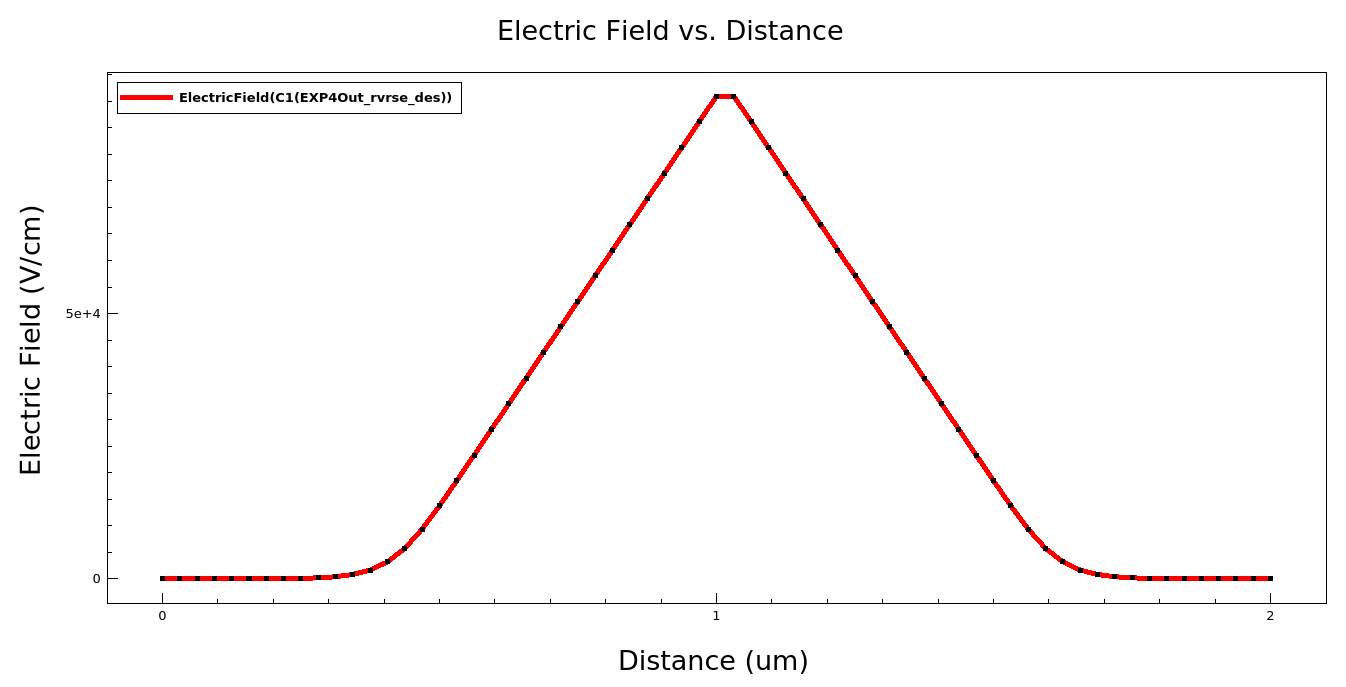 Electric Field vs. Distance
ElectricField(C1(EXP4Out_rvrse_des))
Electric Field (V/cm)
5e+4
0
0 1 2
Distance (um)